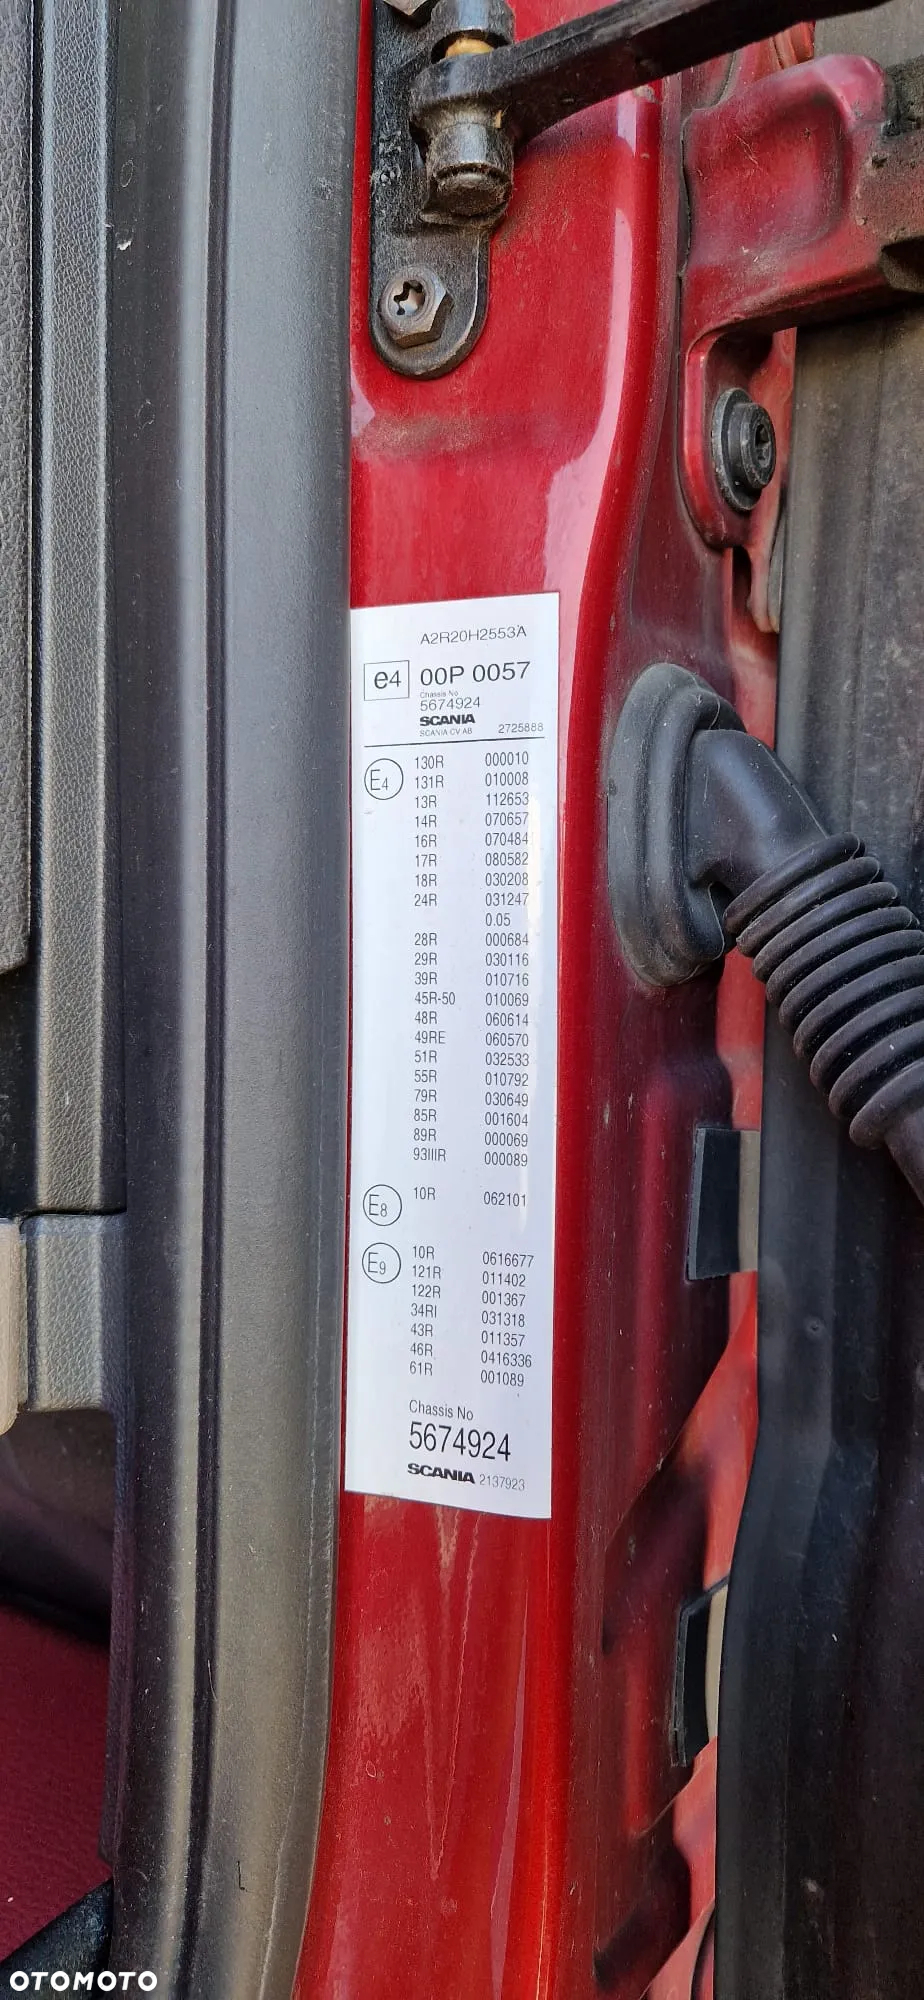 A2R20H2553A
e4 00P 0057
Chassis No
5674924
SCANIA
SCANIA CV AB 2725888
E4 130R 000010
131R 010008
13R 112653
14R 070657
16R 070484
17R 080582
18R 030208
24R 031247
0.05
28R 000684
29R 030116
39R 010716
45R-50 010069
48R 060614
49RE 060570
51R 032533
55R 010792
79R 030649
85R 001604
89R 000069
93IIIR 000089
E8 10R 062101
E9 10R 0616677
121R 011402
122R 001367
34RI 031318
43R 011357
46R 0416336
61R 001089
Chassis No
5674924
SCANIA 2137923
OTOMOTO